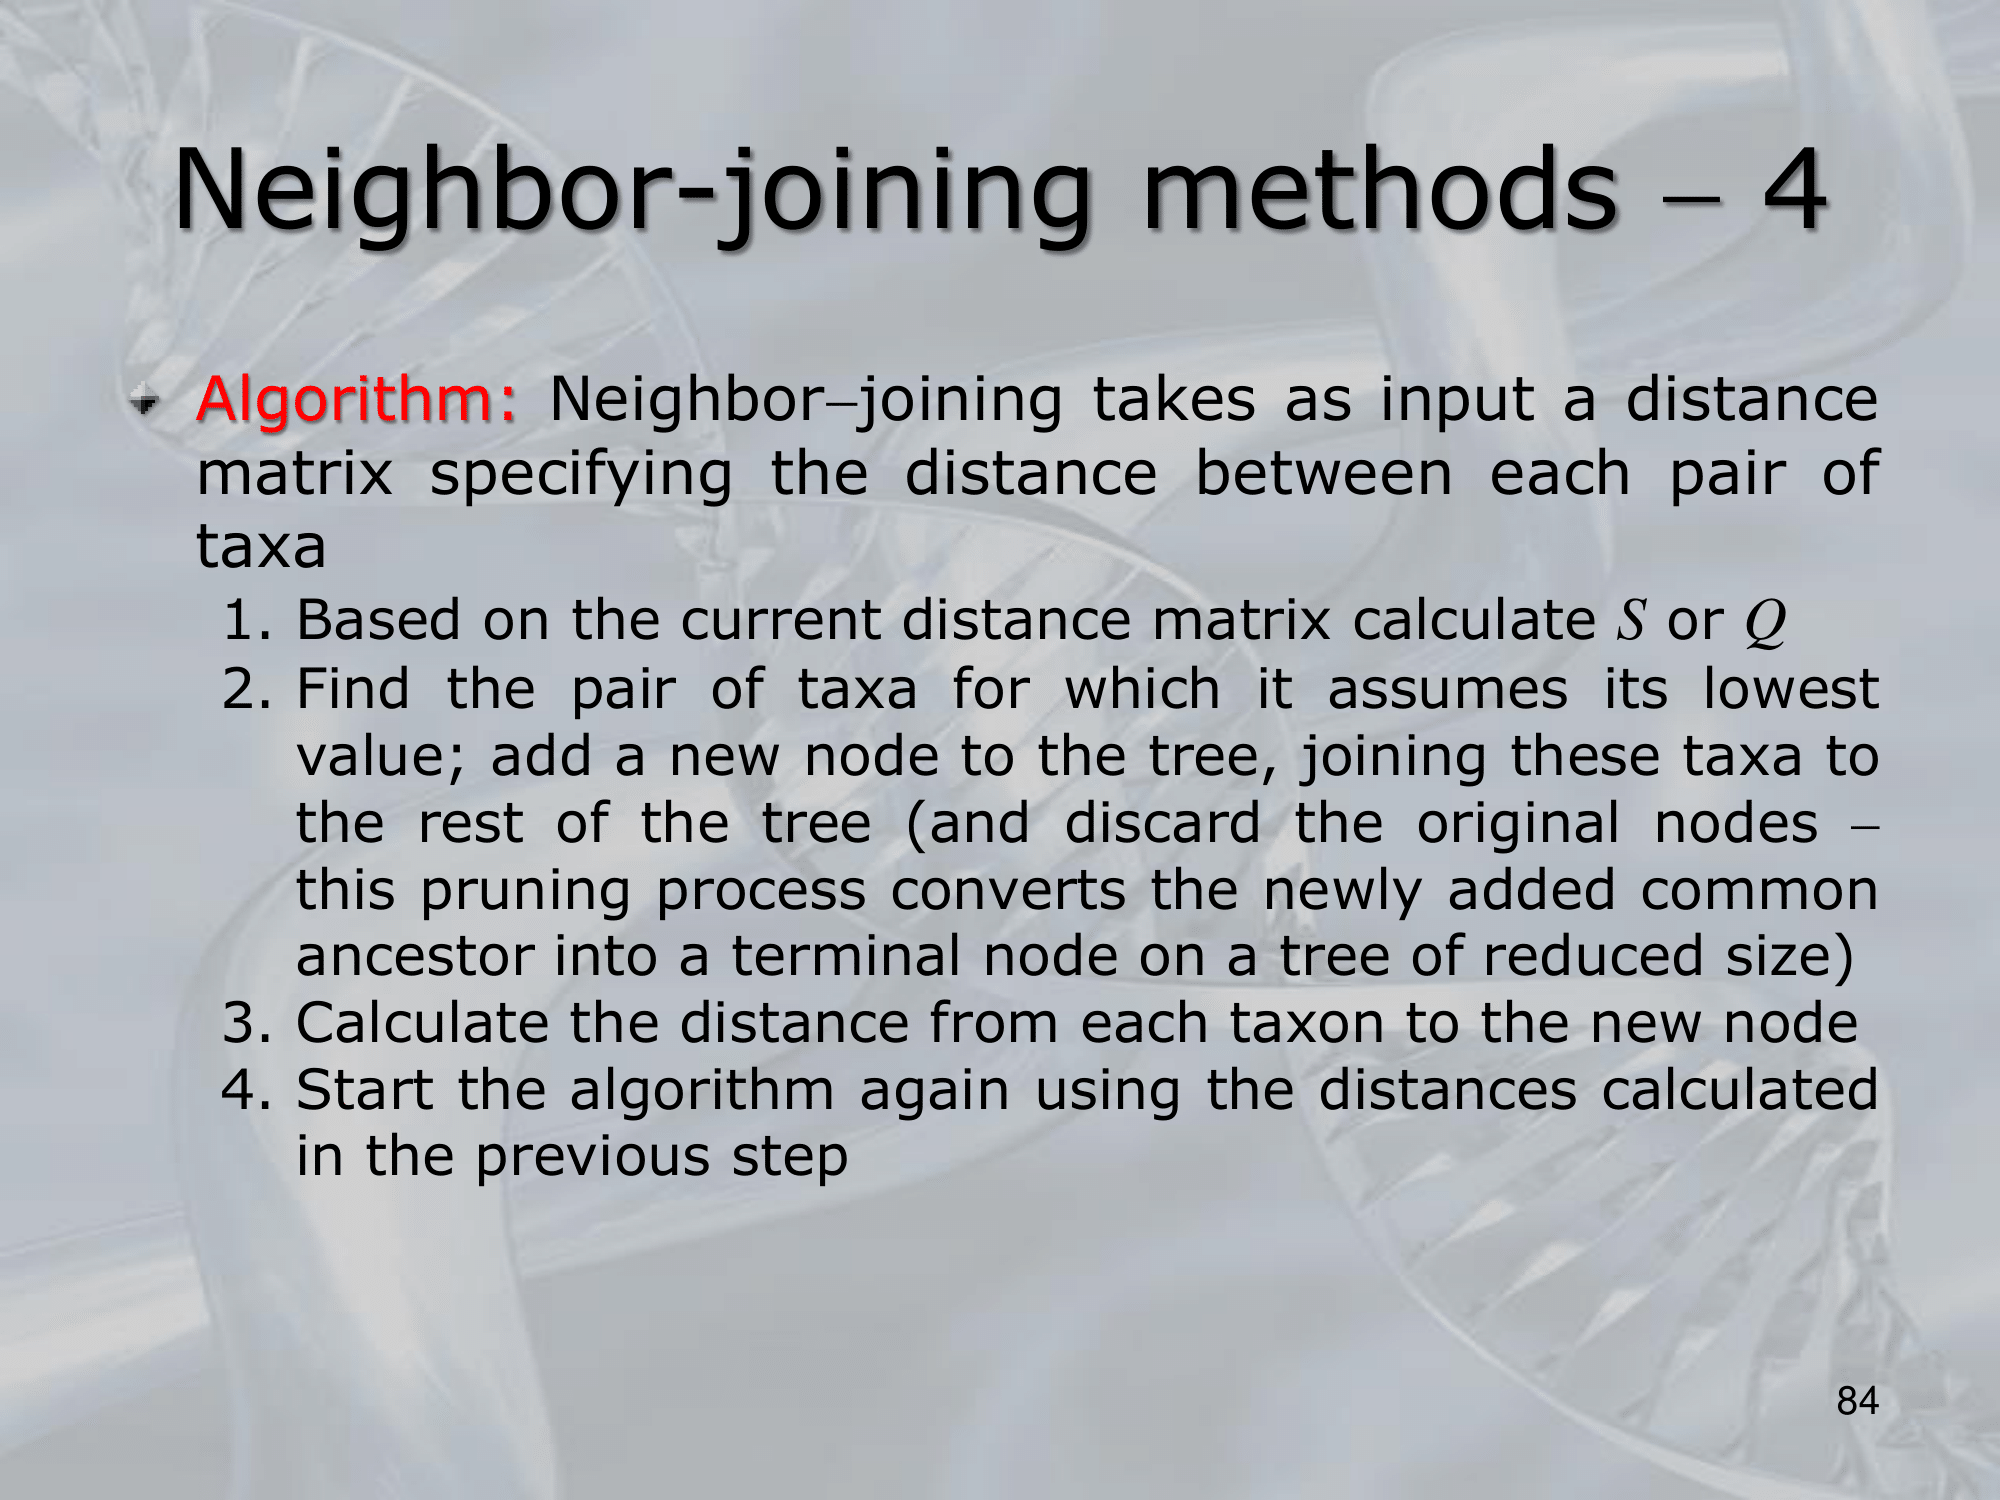 Neighbor-joining methods – 4
Algorithm: Neighbor–joining takes as input a distance
matrix specifying the distance between each pair of
taxa
1. Based on the current distance matrix calculate S or Q
2. Find the pair of taxa for which it assumes its lowest
value; add a new node to the tree, joining these taxa to
the rest of the tree (and discard the original nodes –
this pruning process converts the newly added common
ancestor into a terminal node on a tree of reduced size)
3. Calculate the distance from each taxon to the new node
4. Start the algorithm again using the distances calculated
in the previous step
84